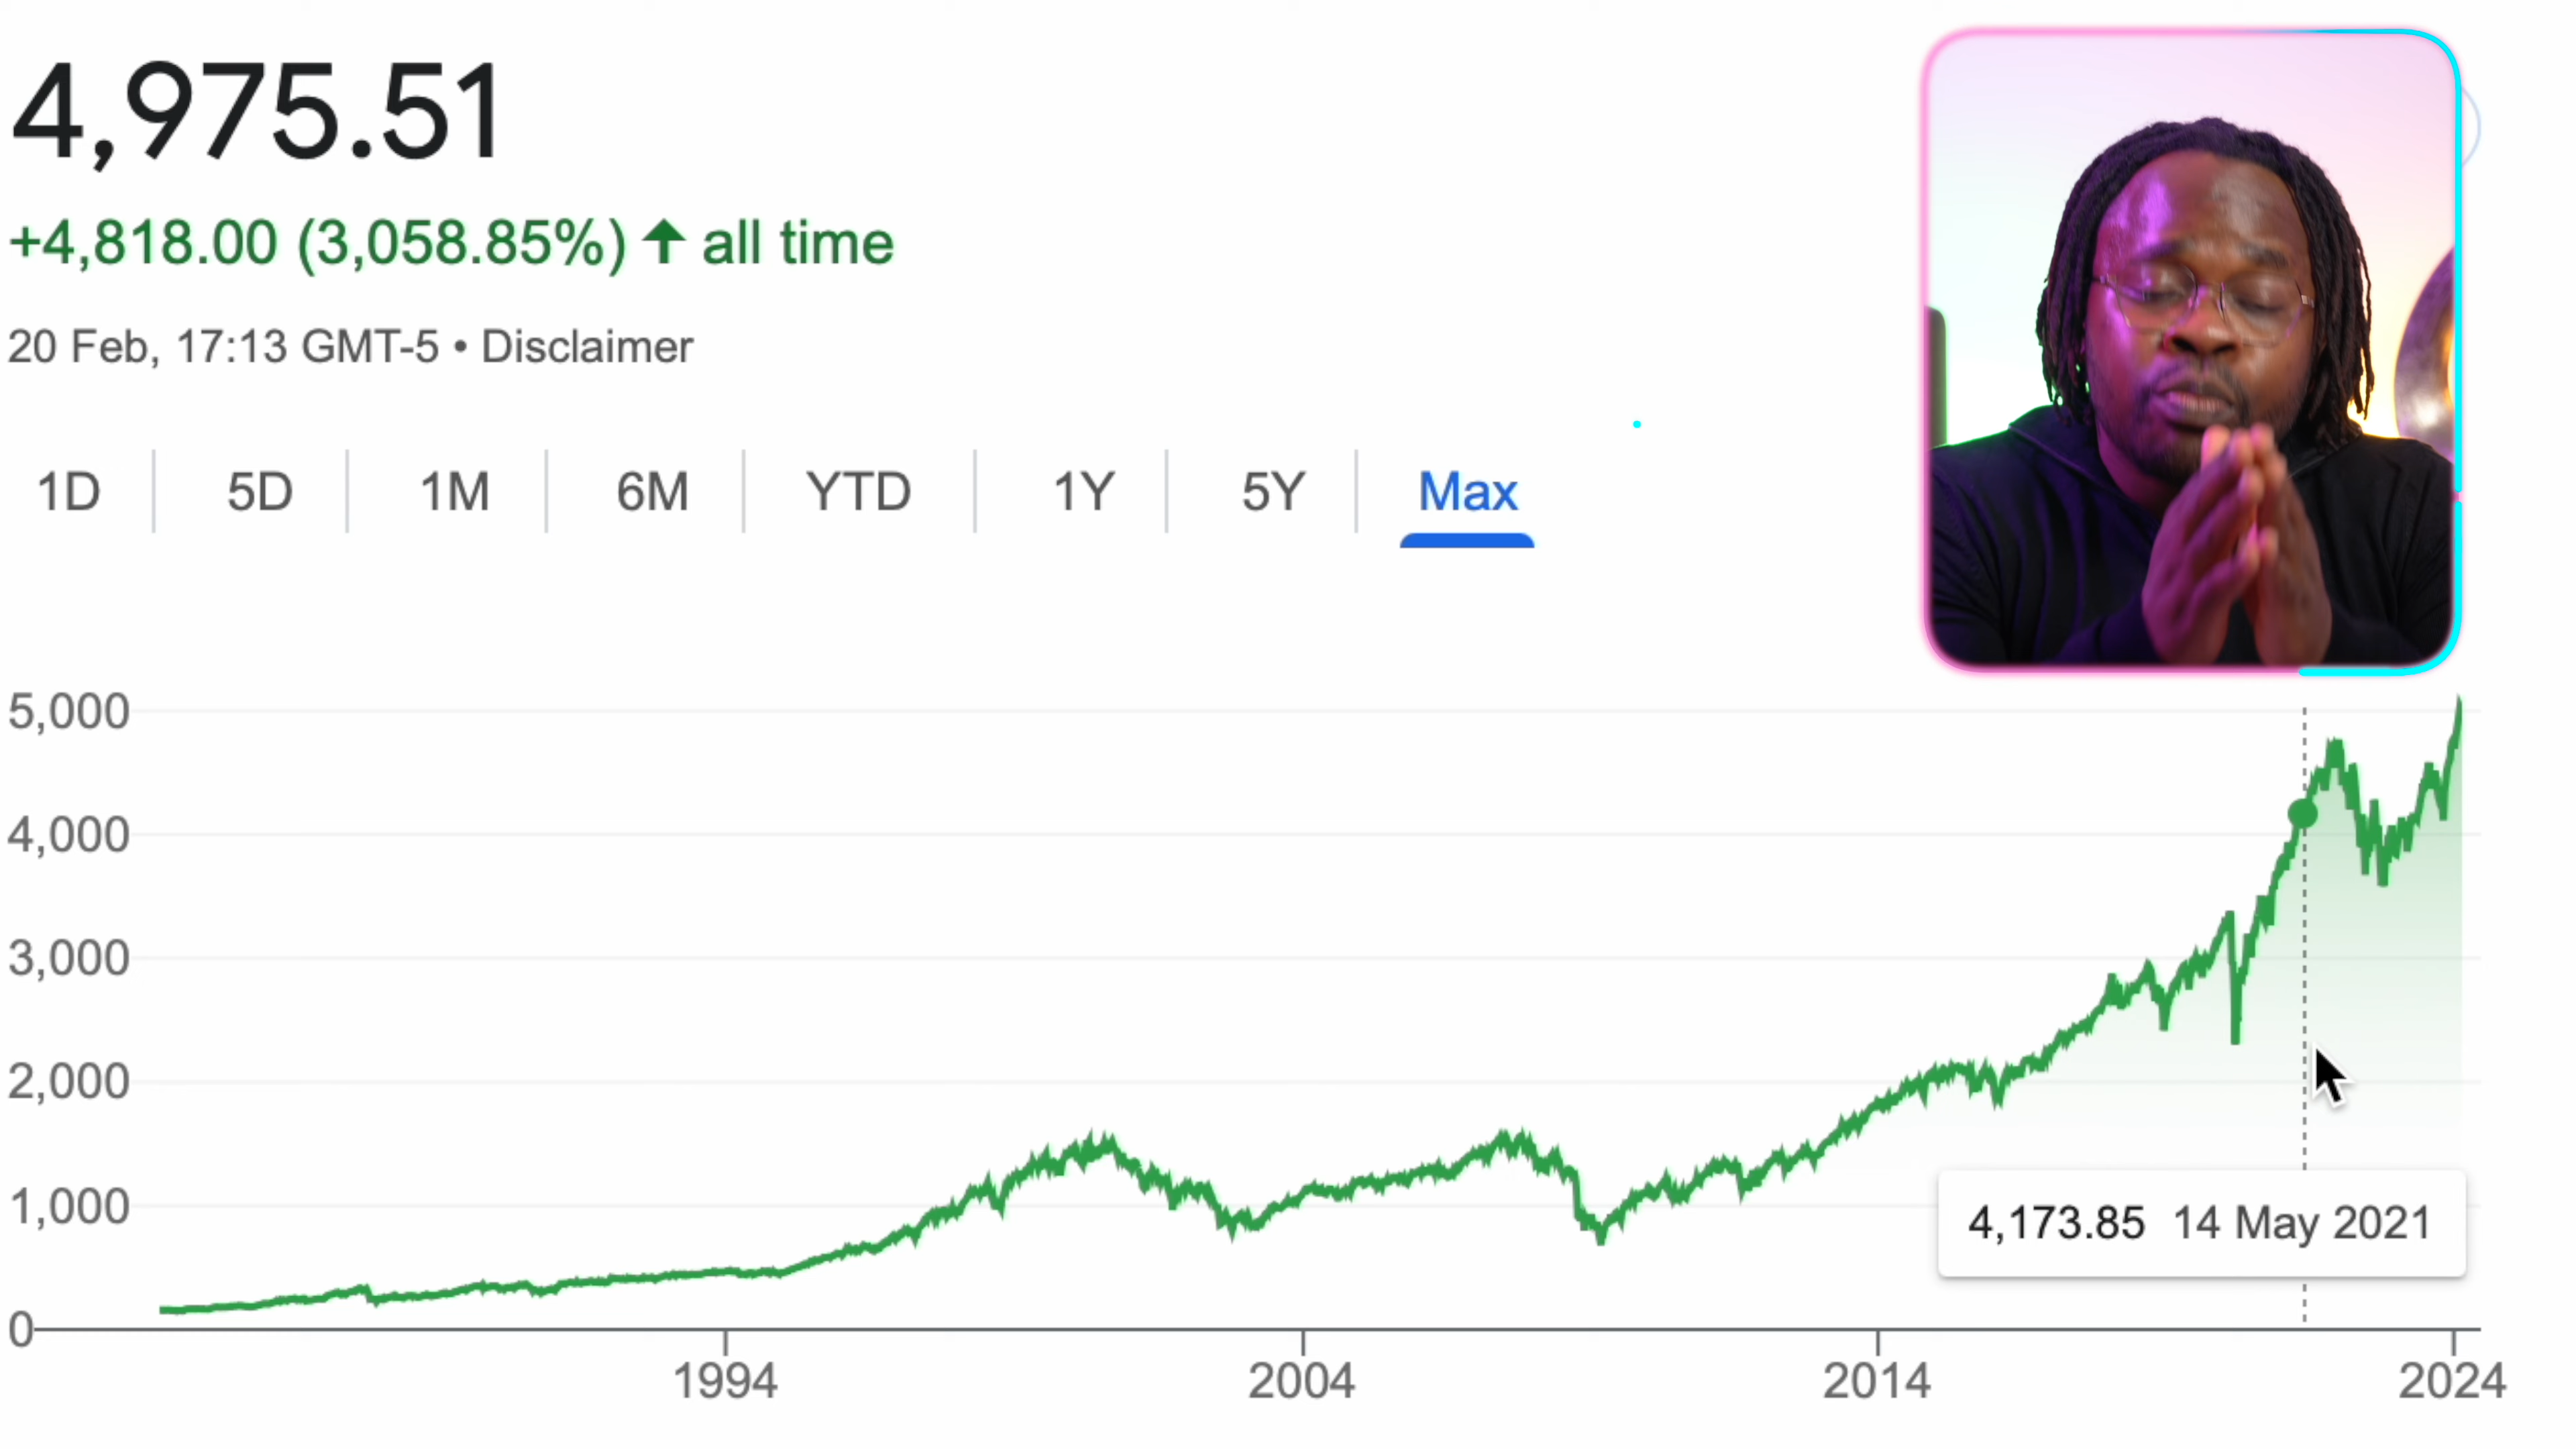 4,975.51
+4,818.00 (3,058.85%) ↑ all time
20 Feb, 17:13 GMT-5 • Disclaimer
1D 5D 1M 6M YTD 1Y 5Y Max
5,000
4,000
3,000
2,000
1,000
4,173.85 14 May 2021
0
1994 2004 2014 2024